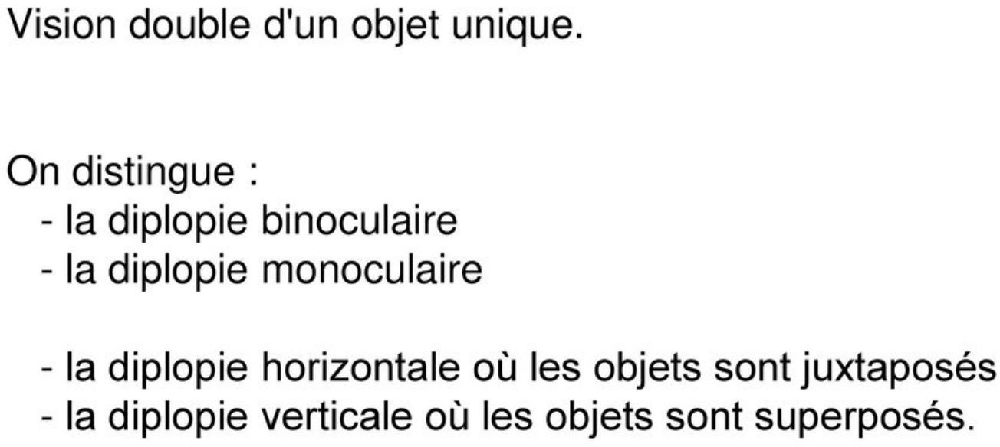 Vision double d'un objet unique.
On distingue :
- la diplopie binoculaire
- la diplopie monoculaire
- la diplopie horizontale où les objets sont juxtaposés
- la diplopie verticale où les objets sont superposés.